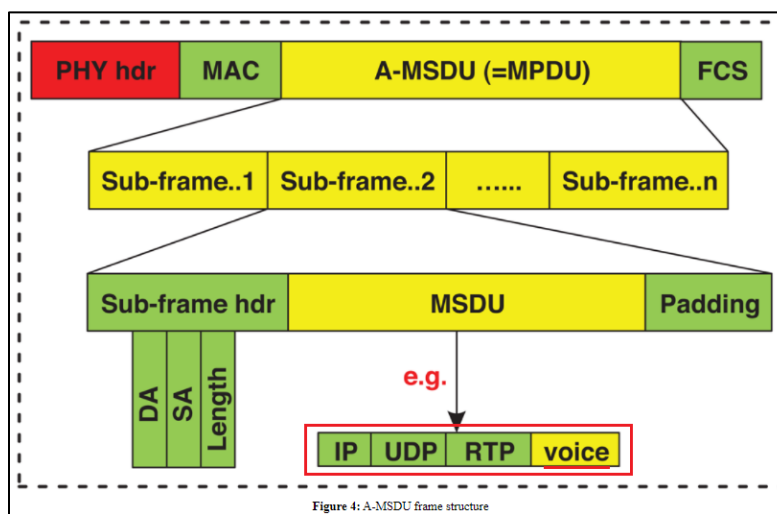 PHY hdr MAC A-MSDU (=MPDU) FCS
Sub-frame..1 Sub-frame..2 ...... Sub-frame..n
Sub-frame hdr MSDU Padding
DA
SA
Length
e.g.
IP UDP RTP voice
Figure 4: A-MSDU frame structure